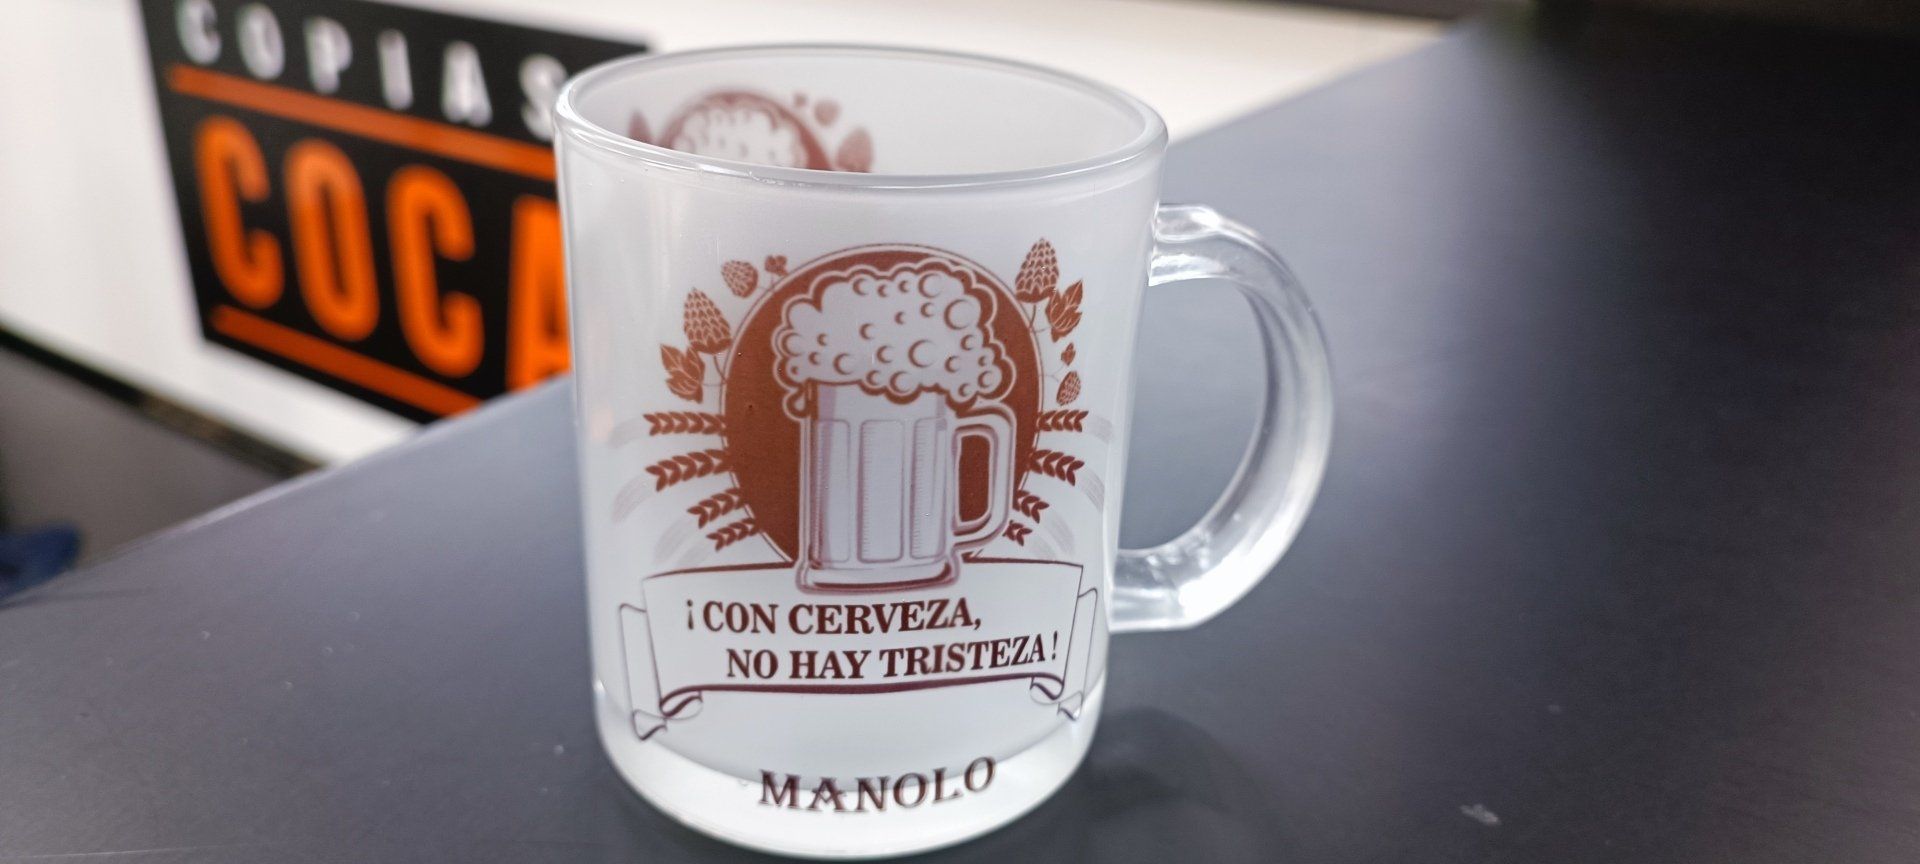 COPIAS
COCA
¡CON CERVEZA,
NO HAY TRISTEZA!
MANOLO